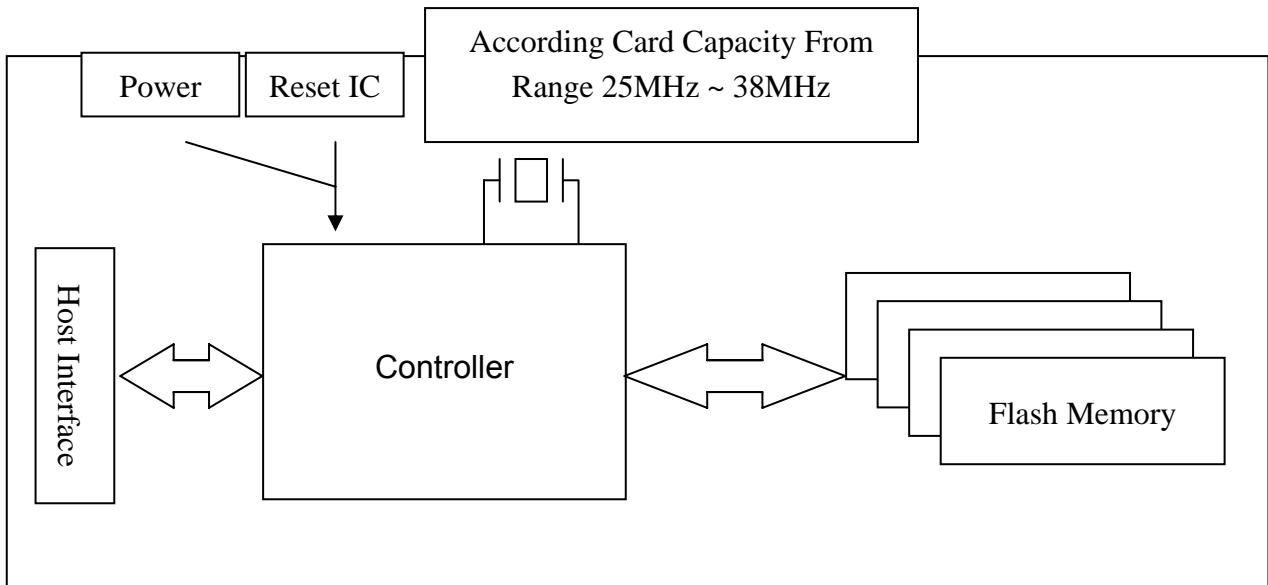 According Card Capacity From
Range 25MHz ~ 38MHz
Power
Reset IC
Host Interface
Controller
Flash Memory